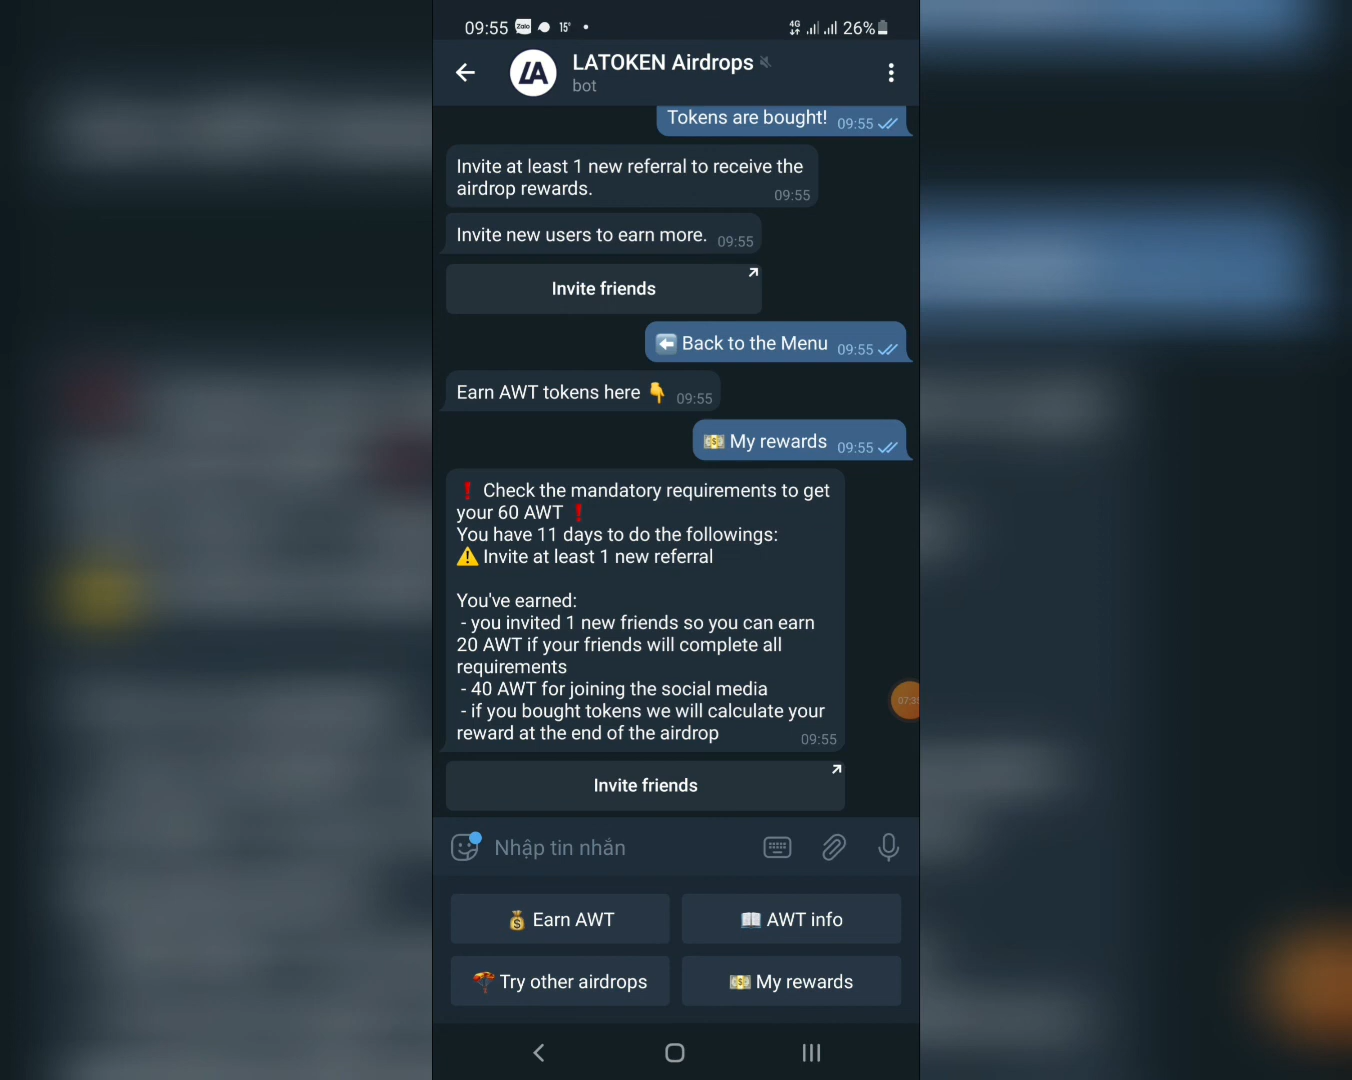 09:55 Zalo 15° 4G 26%
LATOKEN Airdrops
bot
Tokens are bought! 09:55
Invite at least 1 new referral to receive the
airdrop rewards. 09:55
Invite new users to earn more. 09:55
Invite friends
Back to the Menu 09:55
Earn AWT tokens here 👇 09:55
💵 My rewards 09:55
❗ Check the mandatory requirements to get
your 60 AWT ❗
You have 11 days to do the followings:
⚠️ Invite at least 1 new referral
You've earned:
- you invited 1 new friends so you can earn
20 AWT if your friends will complete all
requirements
- 40 AWT for joining the social media
- if you bought tokens we will calculate your
reward at the end of the airdrop 09:55
Invite friends
Nhập tin nhắn
💰 Earn AWT
📖 AWT info
🪂 Try other airdrops
💵 My rewards